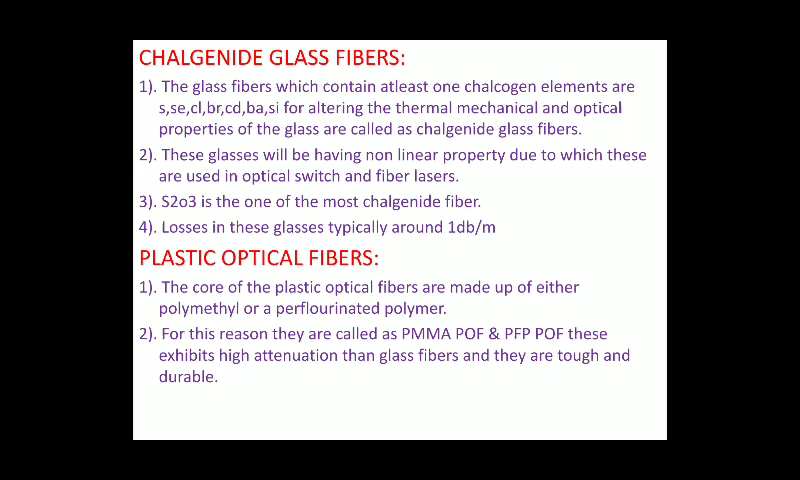 CHALGENIDE GLASS FIBERS:
1). The glass fibers which contain atleast one chalcogen elements are
s,se,cl,br,cd,ba,si for altering the thermal mechanical and optical
properties of the glass are called as chalgenide glass fibers.
2). These glasses will be having non linear property due to which these
are used in optical switch and fiber lasers.
3). S2o3 is the one of the most chalgenide fiber.
4). Losses in these glasses typically around 1db/m
PLASTIC OPTICAL FIBERS:
1). The core of the plastic optical fibers are made up of either
polymethyl or a perflourinated polymer.
2). For this reason they are called as PMMA POF & PFP POF these
exhibits high attenuation than glass fibers and they are tough and
durable.